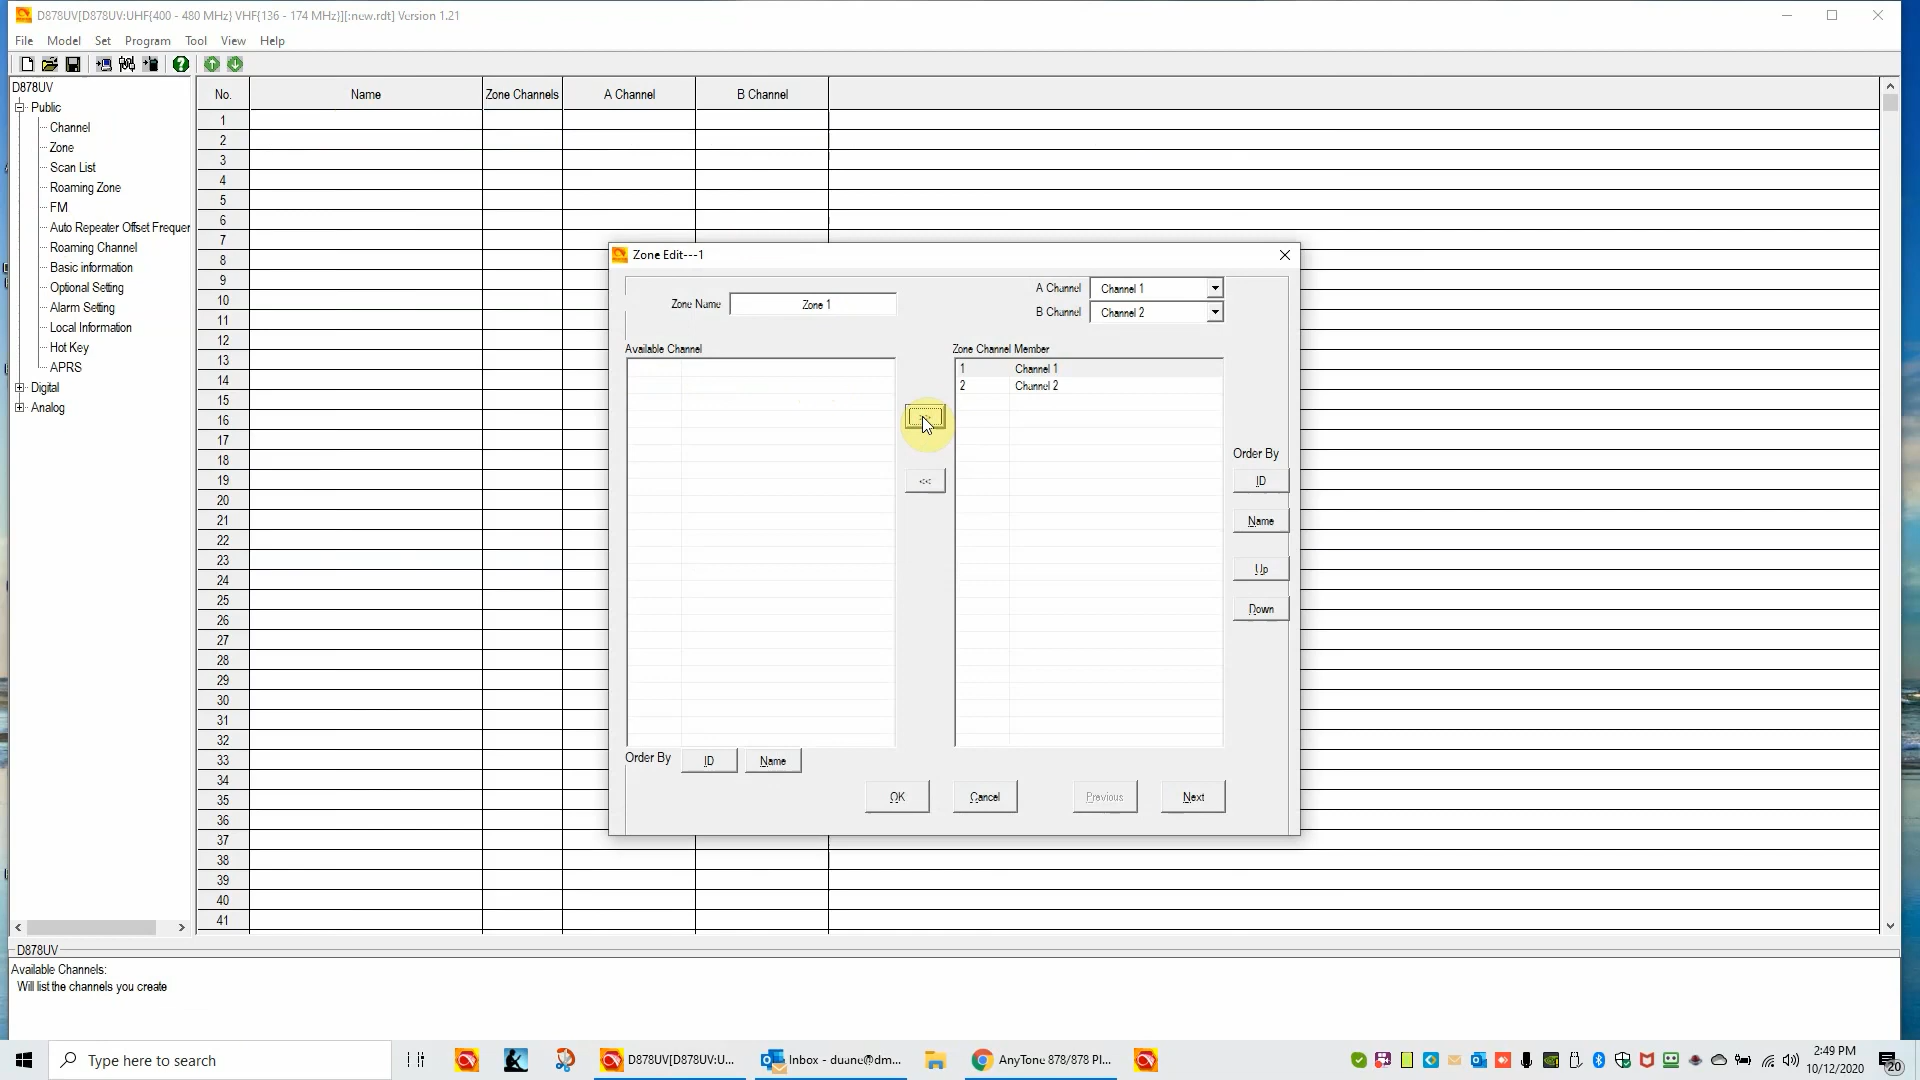 D878UV[D878UV:UHF{400 - 480 MHz} VHF{136 - 174 MHz}][:new.rdt] Version 1.21
File Model Set Program Tool View Help
D878UV
Public
Channel
Zone
Scan List
Roaming Zone
FM
Auto Repeater Offset Frequer
Roaming Channel
Basic information
Optional Setting
Alarm Setting
Local Information
Hot Key
APRS
Digital
Analog
No. Name Zone Channels A Channel B Channel
1
2
3
4
5
6
7
8
9
10
11
12
13
14
15
16
17
18
19
20
21
22
23
24
25
26
27
28
29
30
31
32
33
34
35
36
37
38
39
40
41
Zone Edit---1
Zone Name Zone 1
A Channel Channel 1
B Channel Channel 2
Available Channel
Zone Channel Member
1 Channel 1
2 Channel 2
<<
Order By
ID
Name
Up
Down
Order By ID Name
OK Cancel Previous Next
D878UV
Available Channels:
Will list the channels you create
Type here to search
D878UV[D878UV:U...
Inbox - duane@dm...
AnyTone 878/878 Pl...
2:49 PM
10/12/2020
20